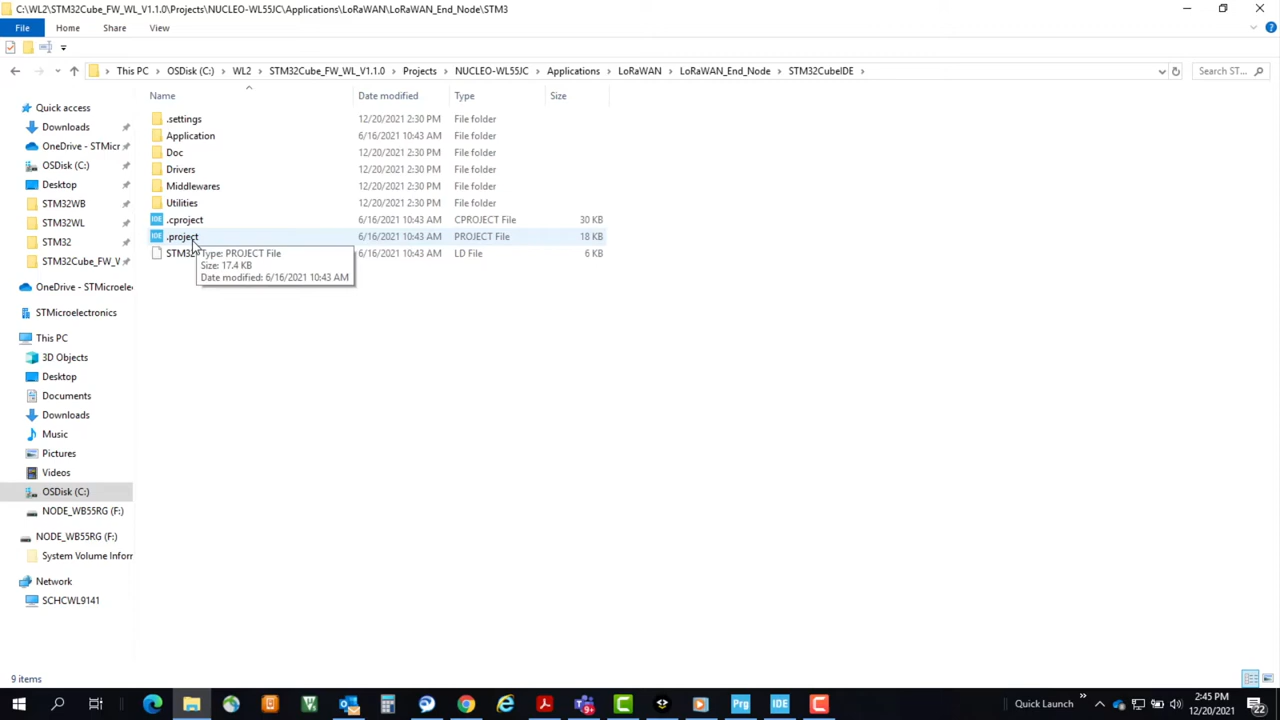 C:\WL2\STM32Cube_FW_WL_V1.1.0\Projects\NUCLEO-WL55JC\Applications\LoRaWAN\LoRaWAN_End_Node\STM3
File Home Share View
This PC > OSDisk (C:) > WL2 > STM32Cube_FW_WL_V1.1.0 > Projects > NUCLEO-WL55JC > Applications > LoRaWAN > LoRaWAN_End_Node > STM32CubeIDE >
Search ST...
Name Date modified Type Size
.settings 12/20/2021 2:30 PM File folder
Application 6/16/2021 10:43 AM File folder
Doc 12/20/2021 2:30 PM File folder
Drivers 12/20/2021 2:30 PM File folder
Middlewares 12/20/2021 2:30 PM File folder
Utilities 12/20/2021 2:30 PM File folder
.cproject 6/16/2021 10:43 AM CPROJECT File 30 KB
.project 6/16/2021 10:43 AM PROJECT File 18 KB
STM32 6/16/2021 10:43 AM LD File 6 KB
Type: PROJECT File
Size: 17.4 KB
Date modified: 6/16/2021 10:43 AM
Quick access
Downloads
OneDrive - STMicr
OSDisk (C:)
Desktop
STM32WB
STM32WL
STM32
STM32Cube_FW_V
OneDrive - STMicroele
STMicroelectronics
This PC
3D Objects
Desktop
Documents
Downloads
Music
Pictures
Videos
OSDisk (C:)
NODE_WB55RG (F:)
NODE_WB55RG (F:)
System Volume Inforr
Network
SCHCWL9141
9 items
Prg
IDE
Quick Launch
2:45 PM
12/20/2021
22